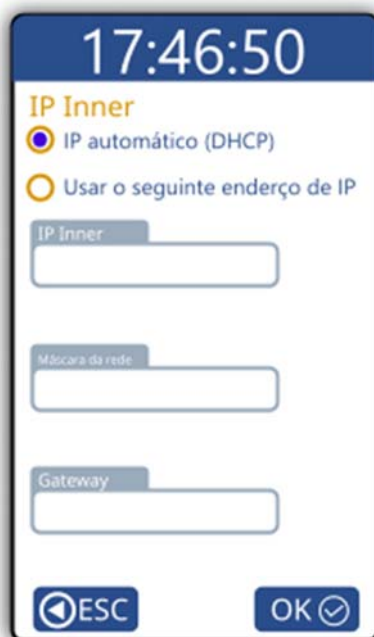 17:46:50
IP Inner
IP automático (DHCP)
Usar o seguinte enderço de IP
IP Inner
Máscara da rede
Gateway
ESC
OK